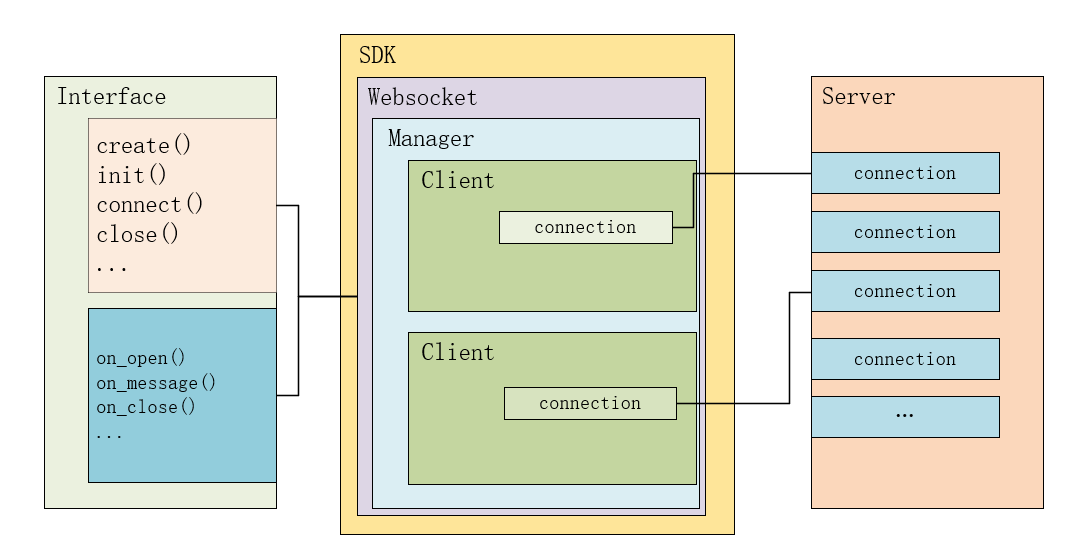 Interface
create()
init()
connect()
close()
...
on_open()
on_message()
on_close()
...
SDK
Websocket
Manager
Client
connection
Client
connection
Server
connection
connection
connection
connection
...